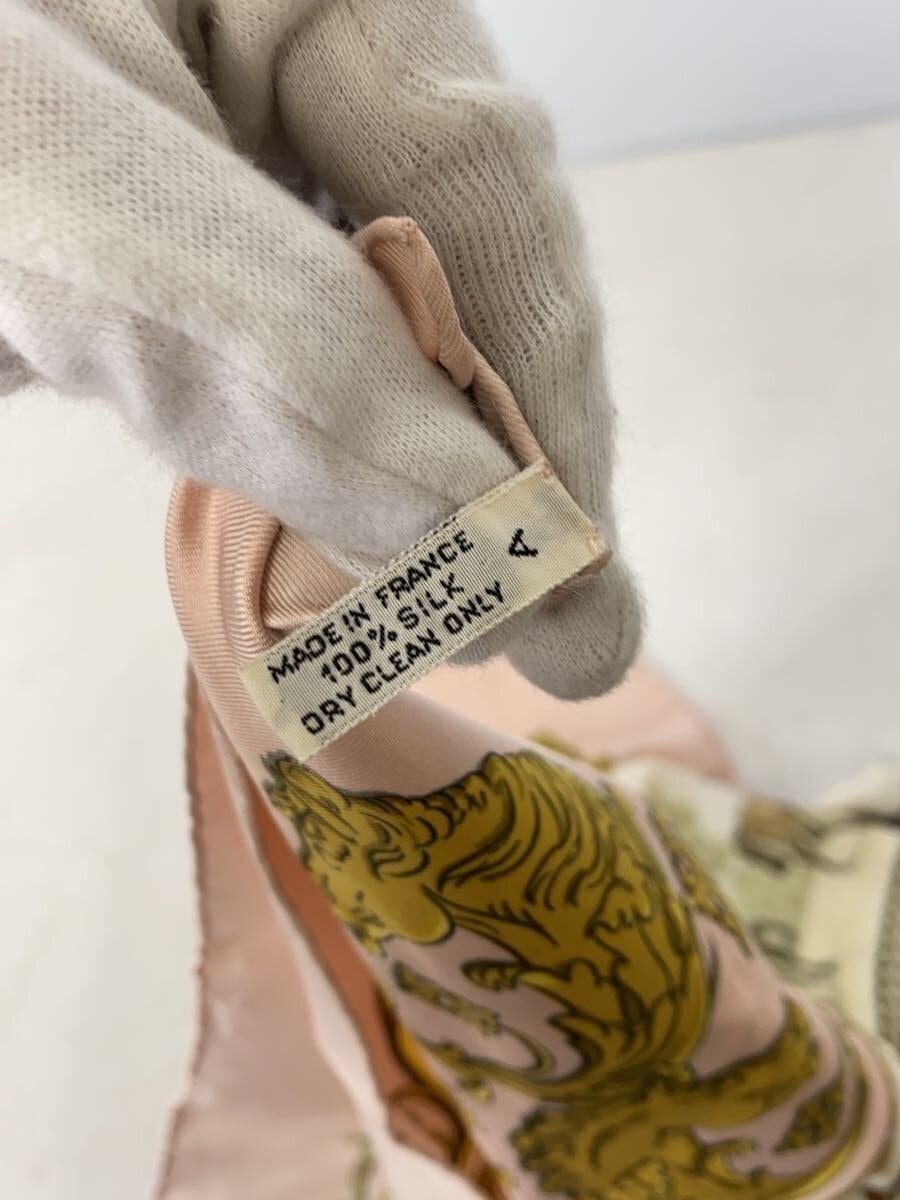 MADE IN FRANCE
100% SILK
DRY CLEAN ONLY
A